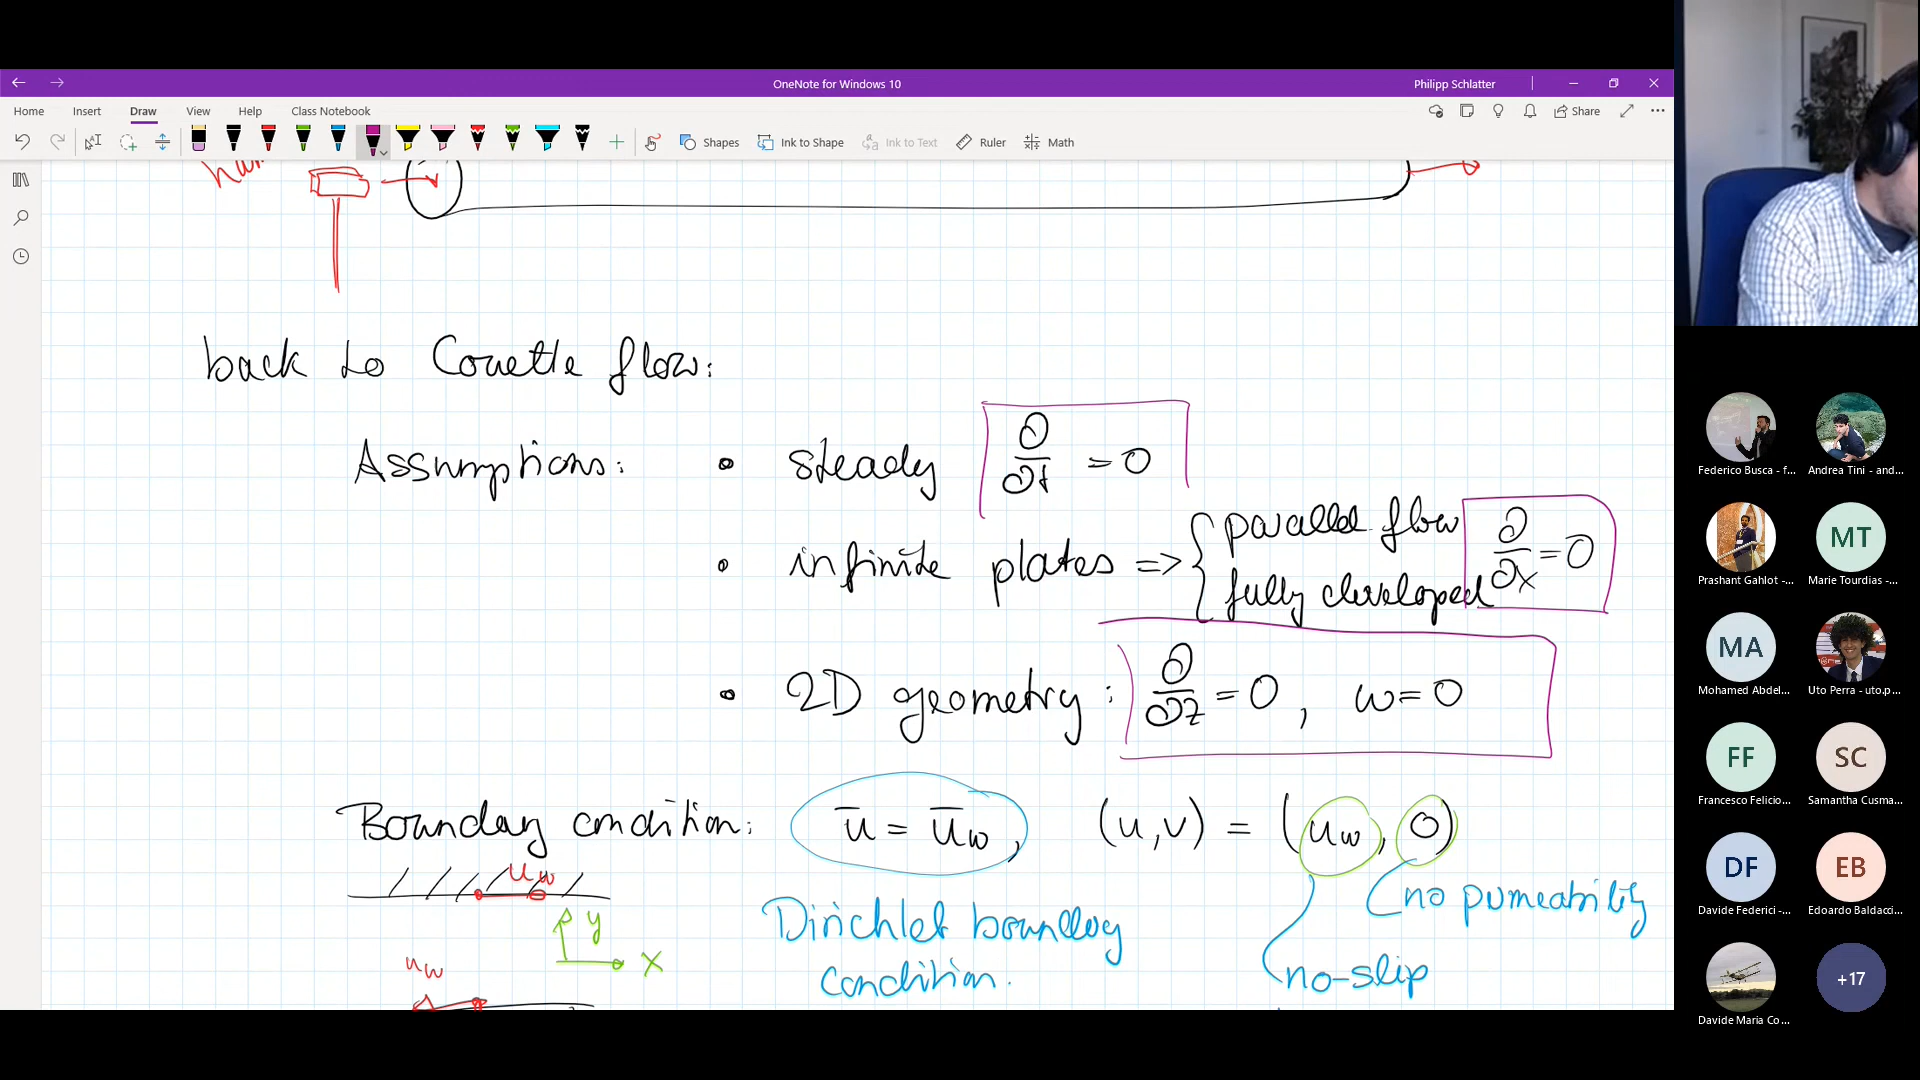 OneNote for Windows 10
Philipp Schlatter
Home Insert Draw View Help Class Notebook
Share
Shapes Ink to Shape Ink to Text Ruler Math
back to Couette flow:
Assumptions: • steady ∂/∂t = 0
• infinite plates => { parallel flow ∂/∂x = 0
fully developed
• 2D geometry: ∂/∂z = 0, w = 0
Boundary condition: ū = ūw, (u,v) = (uw, 0)
uw
y
x
uw
Dirichlet boundary
condition.
no permeability
no-slip
Federico Busca - f...
Andrea Tini - and...
Prashant Gahlot -...
MT
Marie Tourdias -...
MA
Mohamed Abdel...
Uto Perra - uto.p...
FF
Francesco Felicio...
SC
Samantha Cusma...
DF
Davide Federici -...
EB
Edoardo Baldacci...
Davide Maria Co...
+17